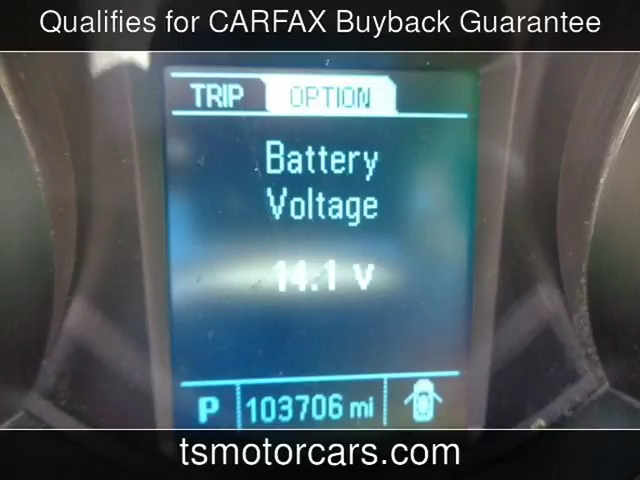 Qualifies for CARFAX Buyback Guarantee
TRIP OPTION
Battery
Voltage
14.1 v
P 103706 mi
tsmotorcars.com